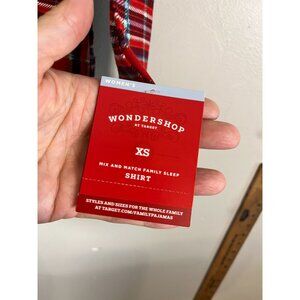 WOMEN'S
WONDERSHOP
AT TARGET
XS
MIX AND MATCH FAMILY SLEEP
SHIRT
STYLES AND SIZES FOR THE WHOLE FAMILY
AT TARGET.COM/FAMILYPAJAMAS